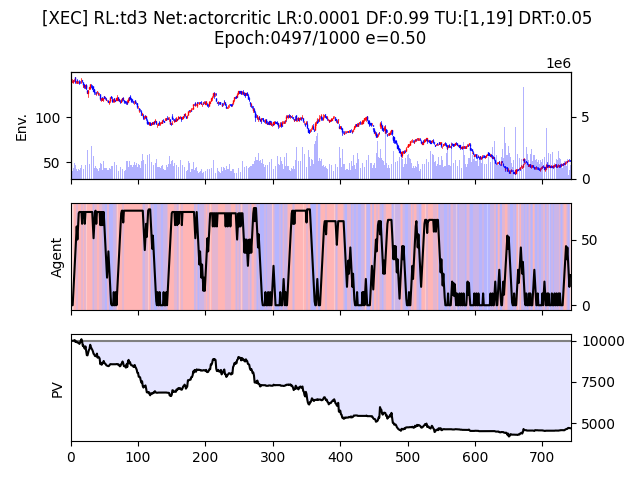 [XEC] RL:td3 Net:actorcritic LR:0.0001 DF:0.99 TU:[1,19] DRT:0.05
Epoch:0497/1000 e=0.50
1e6
Env.
100
50
5
0
Agent
50
0
PV
10000
7500
5000
0 100 200 300 400 500 600 700